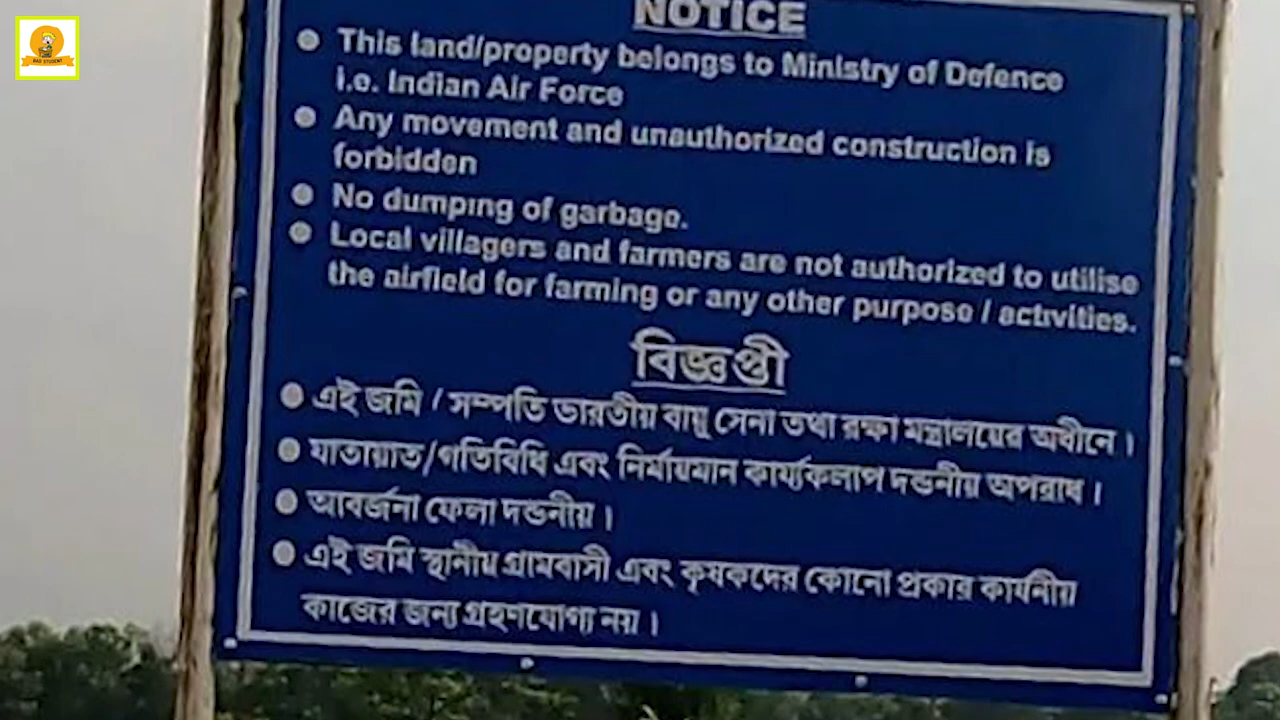 BAD STUDENT
NOTICE
This land/property belongs to Ministry of Defence
i.e. Indian Air Force
Any movement and unauthorized construction is
forbidden
No dumping of garbage.
Local villagers and farmers are not authorized to utilise
the airfield for farming or any other purpose / activities.
বিজ্ঞপ্তী
এই জমি / সম্পতি ভারতীয় বায়ু সেনা তথা রক্ষা মন্ত্রালয়ের অধীনে ।
যাতায়াত/গতিবিধি এবং নির্মায়মান কার্য্যকলাপ দন্ডনীয় অপরাধ ।
আবর্জনা ফেলা দন্ডনীয় ।
এই জমি স্থানীয় গ্রামবাসী এবং কৃষকদের কোনো প্রকার কার্যনীয়
কাজের জন্য গ্রহণযোগ্য নয় ।